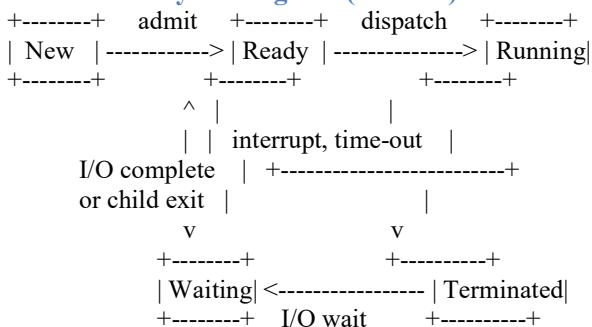 +--------+ admit +--------+ dispatch +--------+
| New |------------>| Ready |------------->| Running|
+--------+ +--------+ +--------+
^ | |
| | interrupt, time-out |
I/O complete | +--------------------------+
or child exit | |
v v
+--------+ +----------+
| Waiting| <----------------- | Terminated|
+--------+ I/O wait +----------+